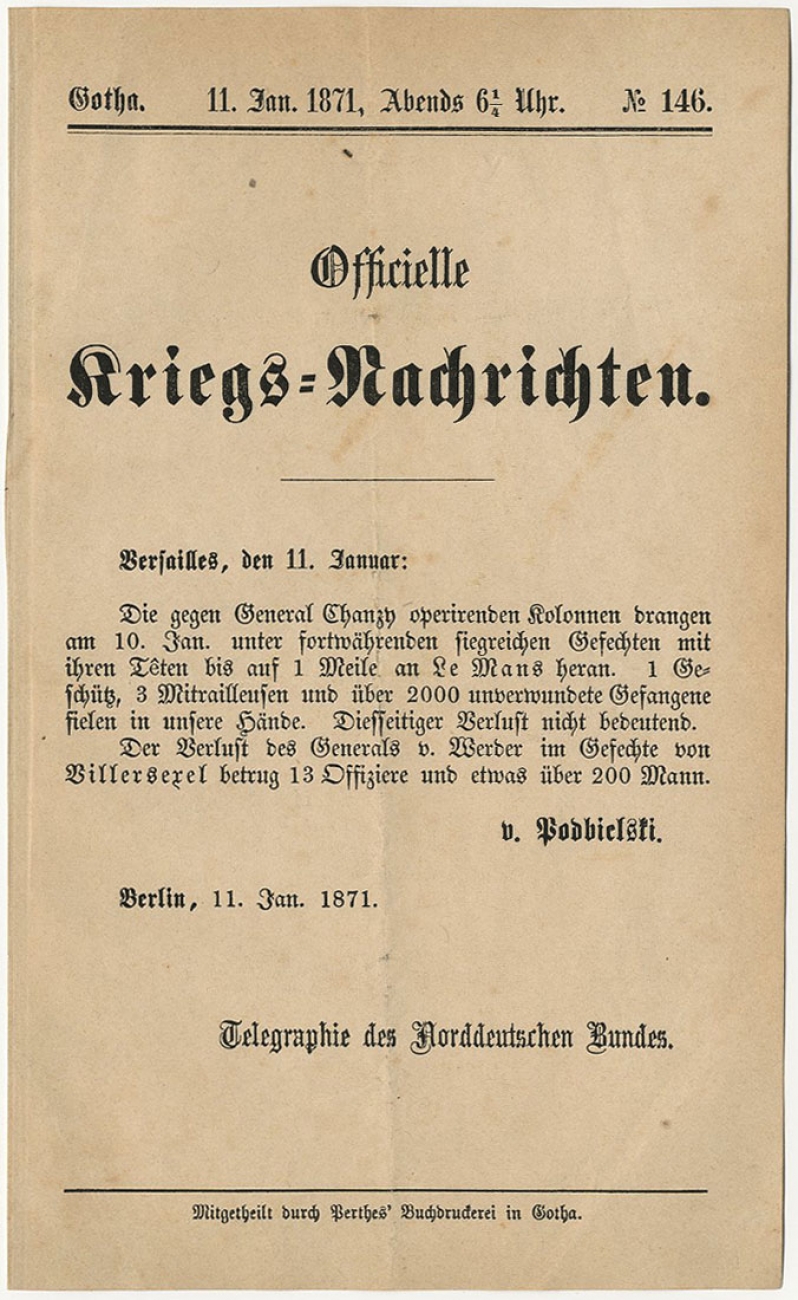 Gotha. 11. Jan. 1871, Abends 6¼ Uhr. № 146.
Officielle
Kriegs-Nachrichten.
Versailles, den 11. Januar:
Die gegen General Chanzy operirenden Kolonnen drangen
am 10. Jan. unter fortwährenden siegreichen Gefechten mit
ihren Têten bis auf 1 Meile an Le Mans heran. 1 Ge-
schütz, 3 Mitrailleusen und über 2000 unverwundete Gefangene
fielen in unsere Hände. Diesseitiger Verlust nicht bedeutend.
Der Verlust des Generals v. Werder im Gefechte von
Villersexel betrug 13 Offiziere und etwas über 200 Mann.
v. Podbielski.
Berlin, 11. Jan. 1871.
Telegraphie des Norddeutschen Bundes.
Mitgetheilt durch Perthes' Buchdruckerei in Gotha.